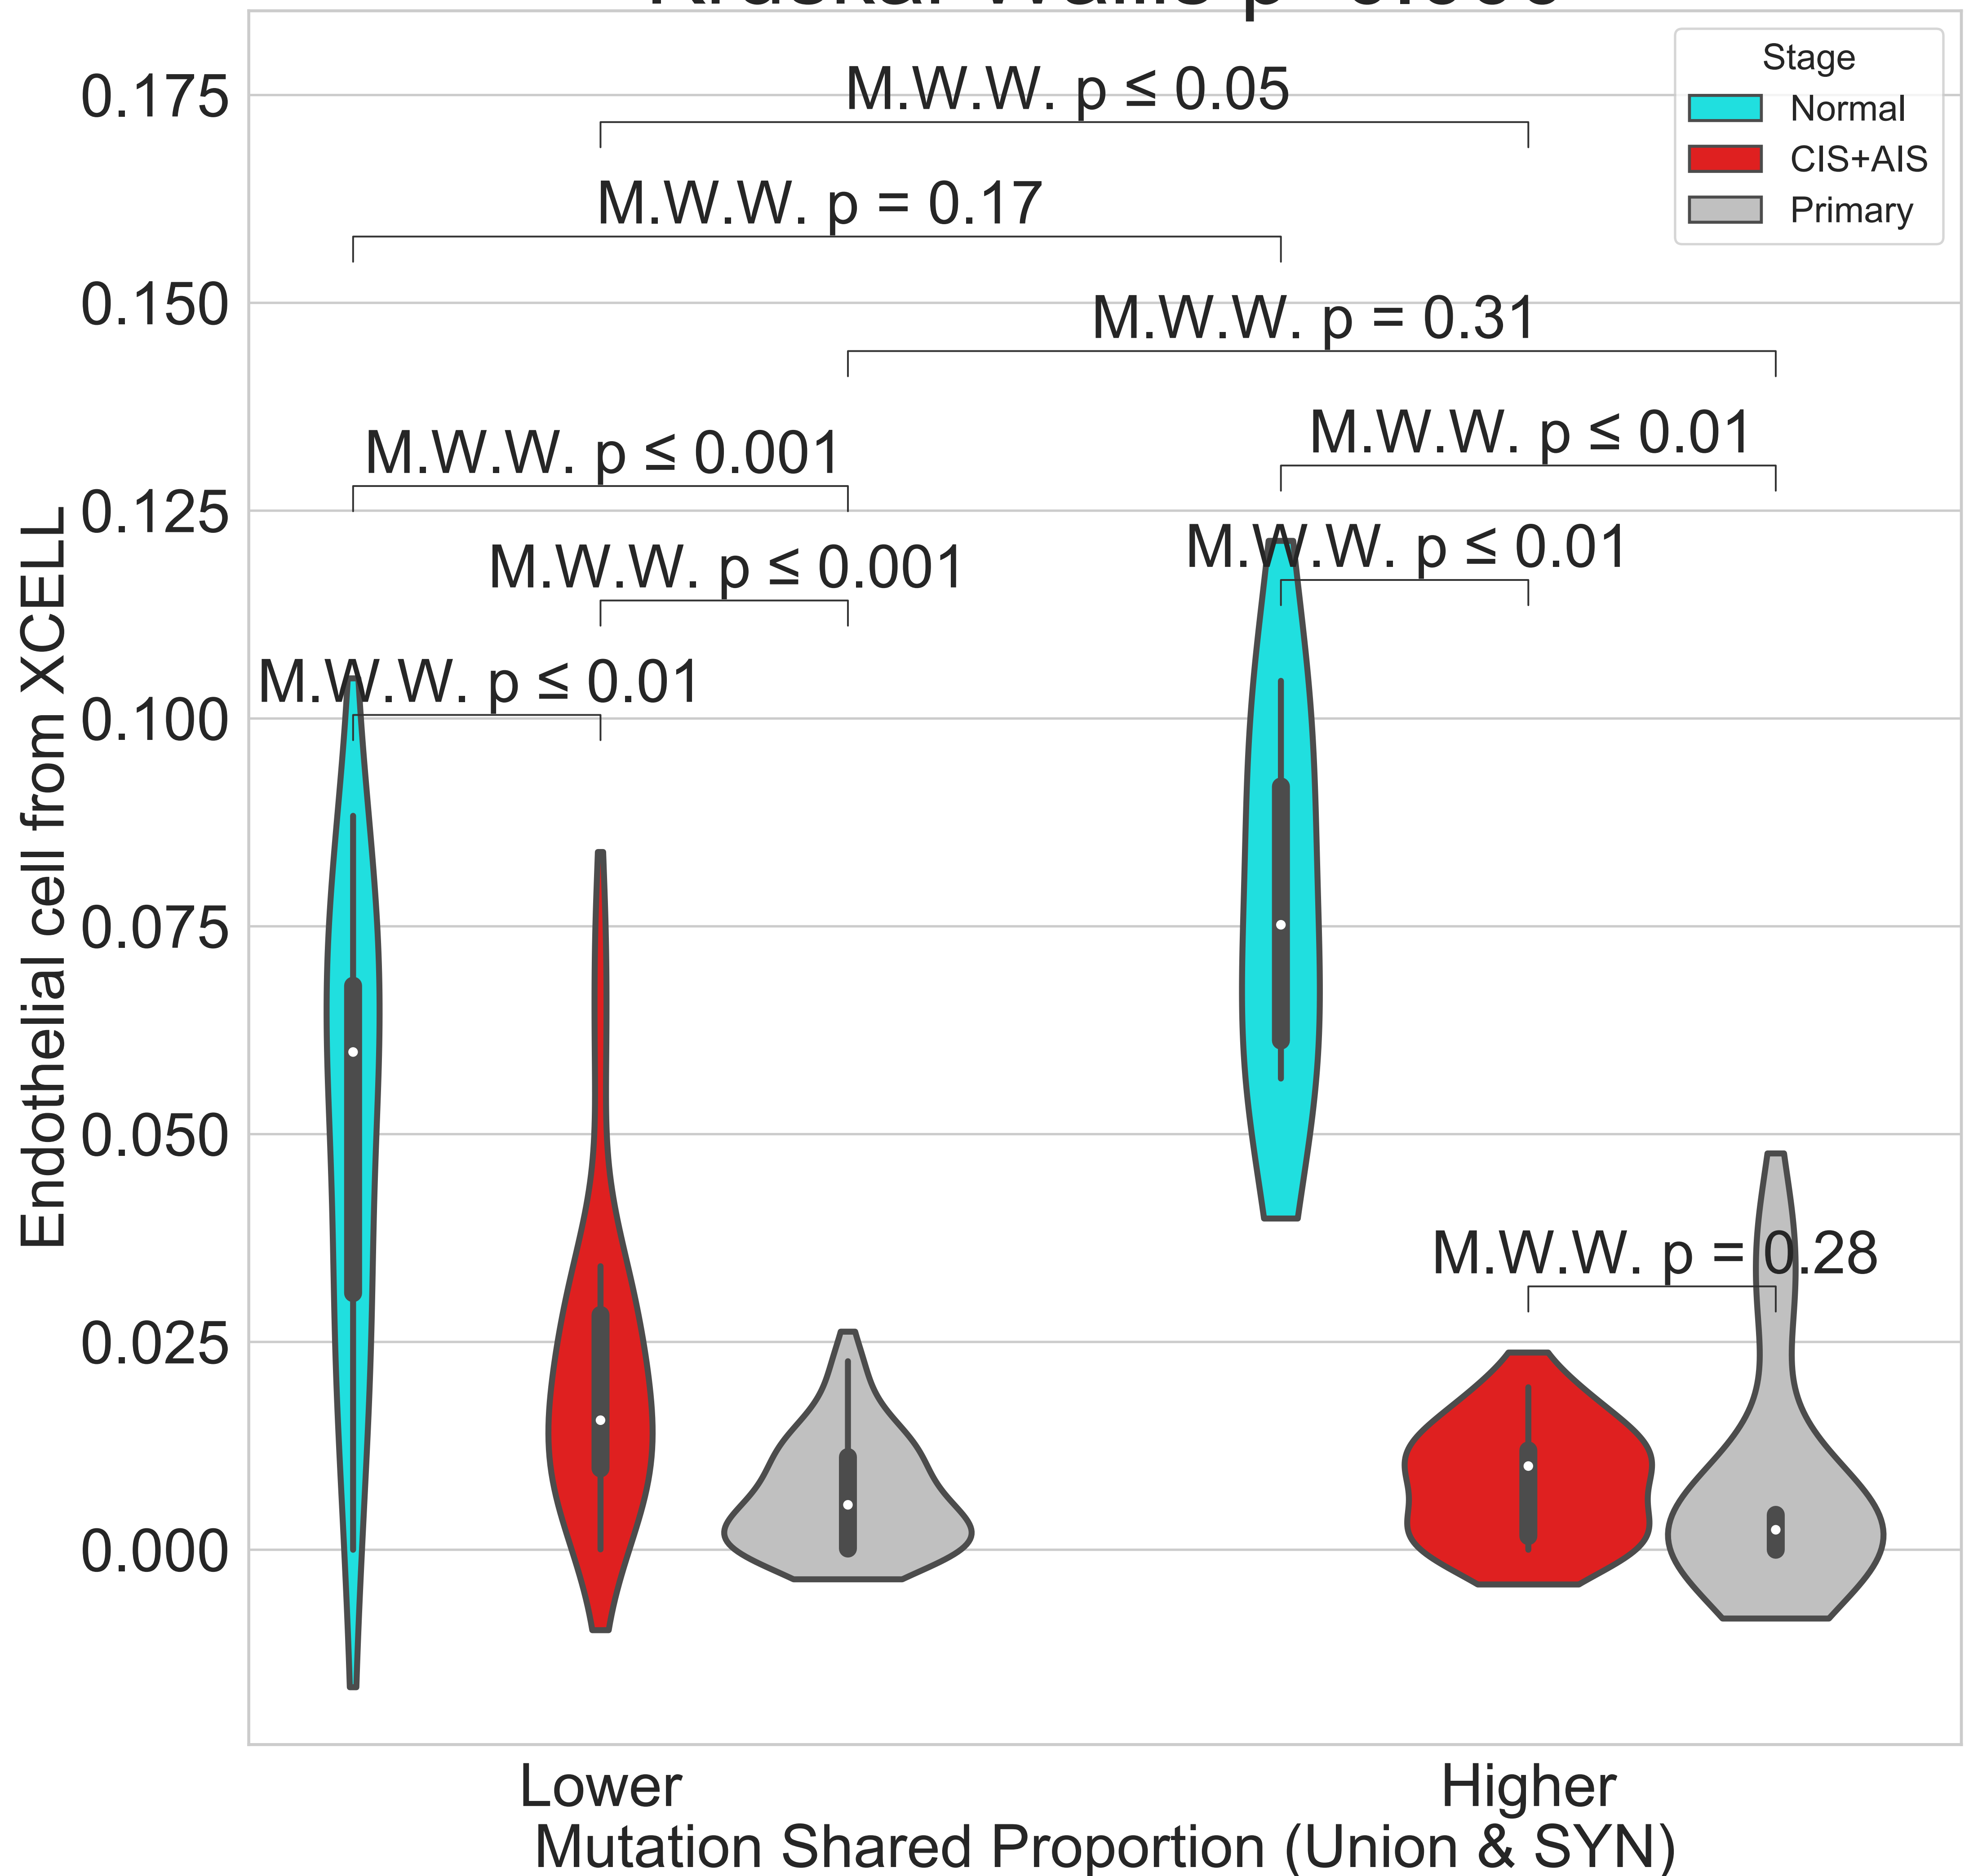 0.175
0.150
0.125
0.100
0.075
0.050
0.025
0.000
Endothelial cell from XCELL
M.W.W. p ≤ 0.05
M.W.W. p = 0.17
M.W.W. p = 0.31
M.W.W. p ≤ 0.001
M.W.W. p ≤ 0.01
M.W.W. p ≤ 0.01
M.W.W. p ≤ 0.001
M.W.W. p ≤ 0.01
M.W.W. p = 0.28
Stage
Normal
CIS+AIS
Primary
Lower
Higher
Mutation Shared Proportion (Union & SYN)